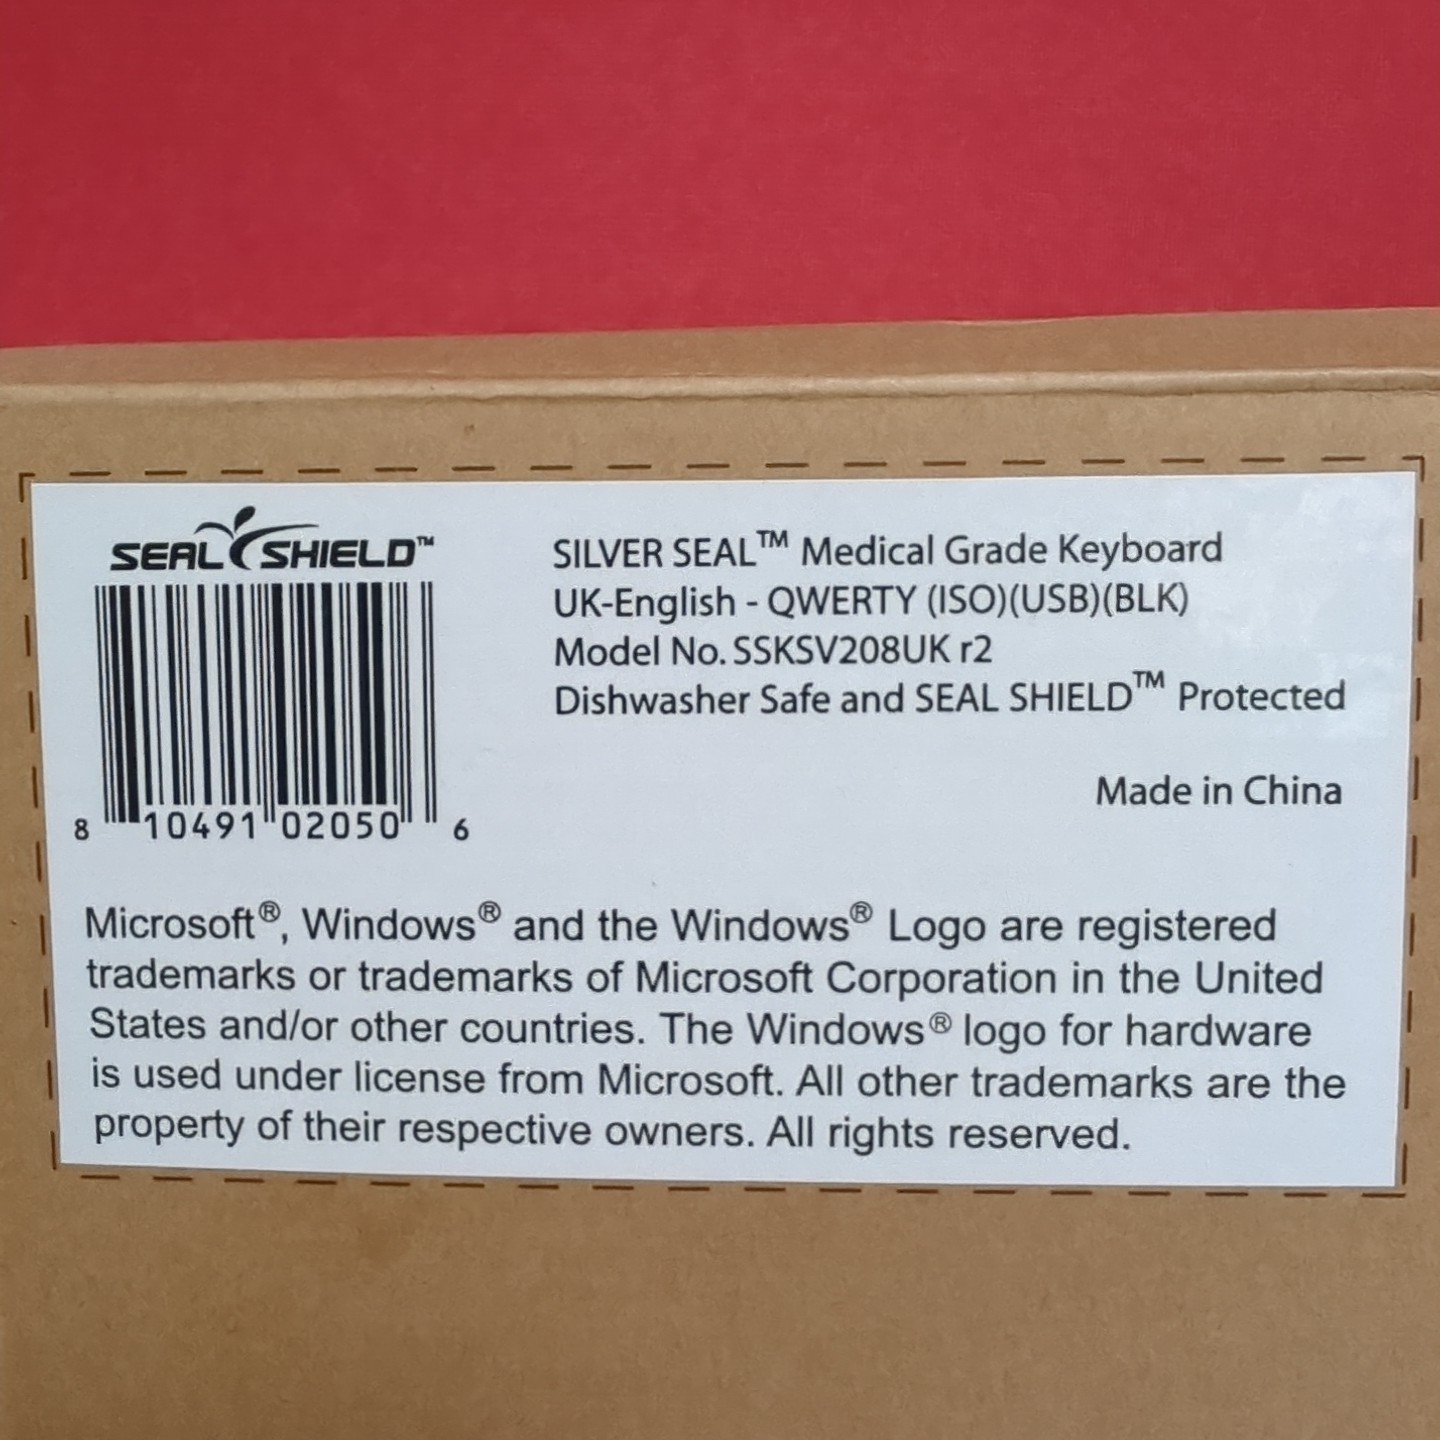 SEAL SHIELD™
8 10491 02050 6
SILVER SEAL™ Medical Grade Keyboard
UK-English - QWERTY (ISO)(USB)(BLK)
Model No. SSKSV208UK r2
Dishwasher Safe and SEAL SHIELD™ Protected
Made in China
Microsoft®, Windows® and the Windows® Logo are registered
trademarks or trademarks of Microsoft Corporation in the United
States and/or other countries. The Windows® logo for hardware
is used under license from Microsoft. All other trademarks are the
property of their respective owners. All rights reserved.